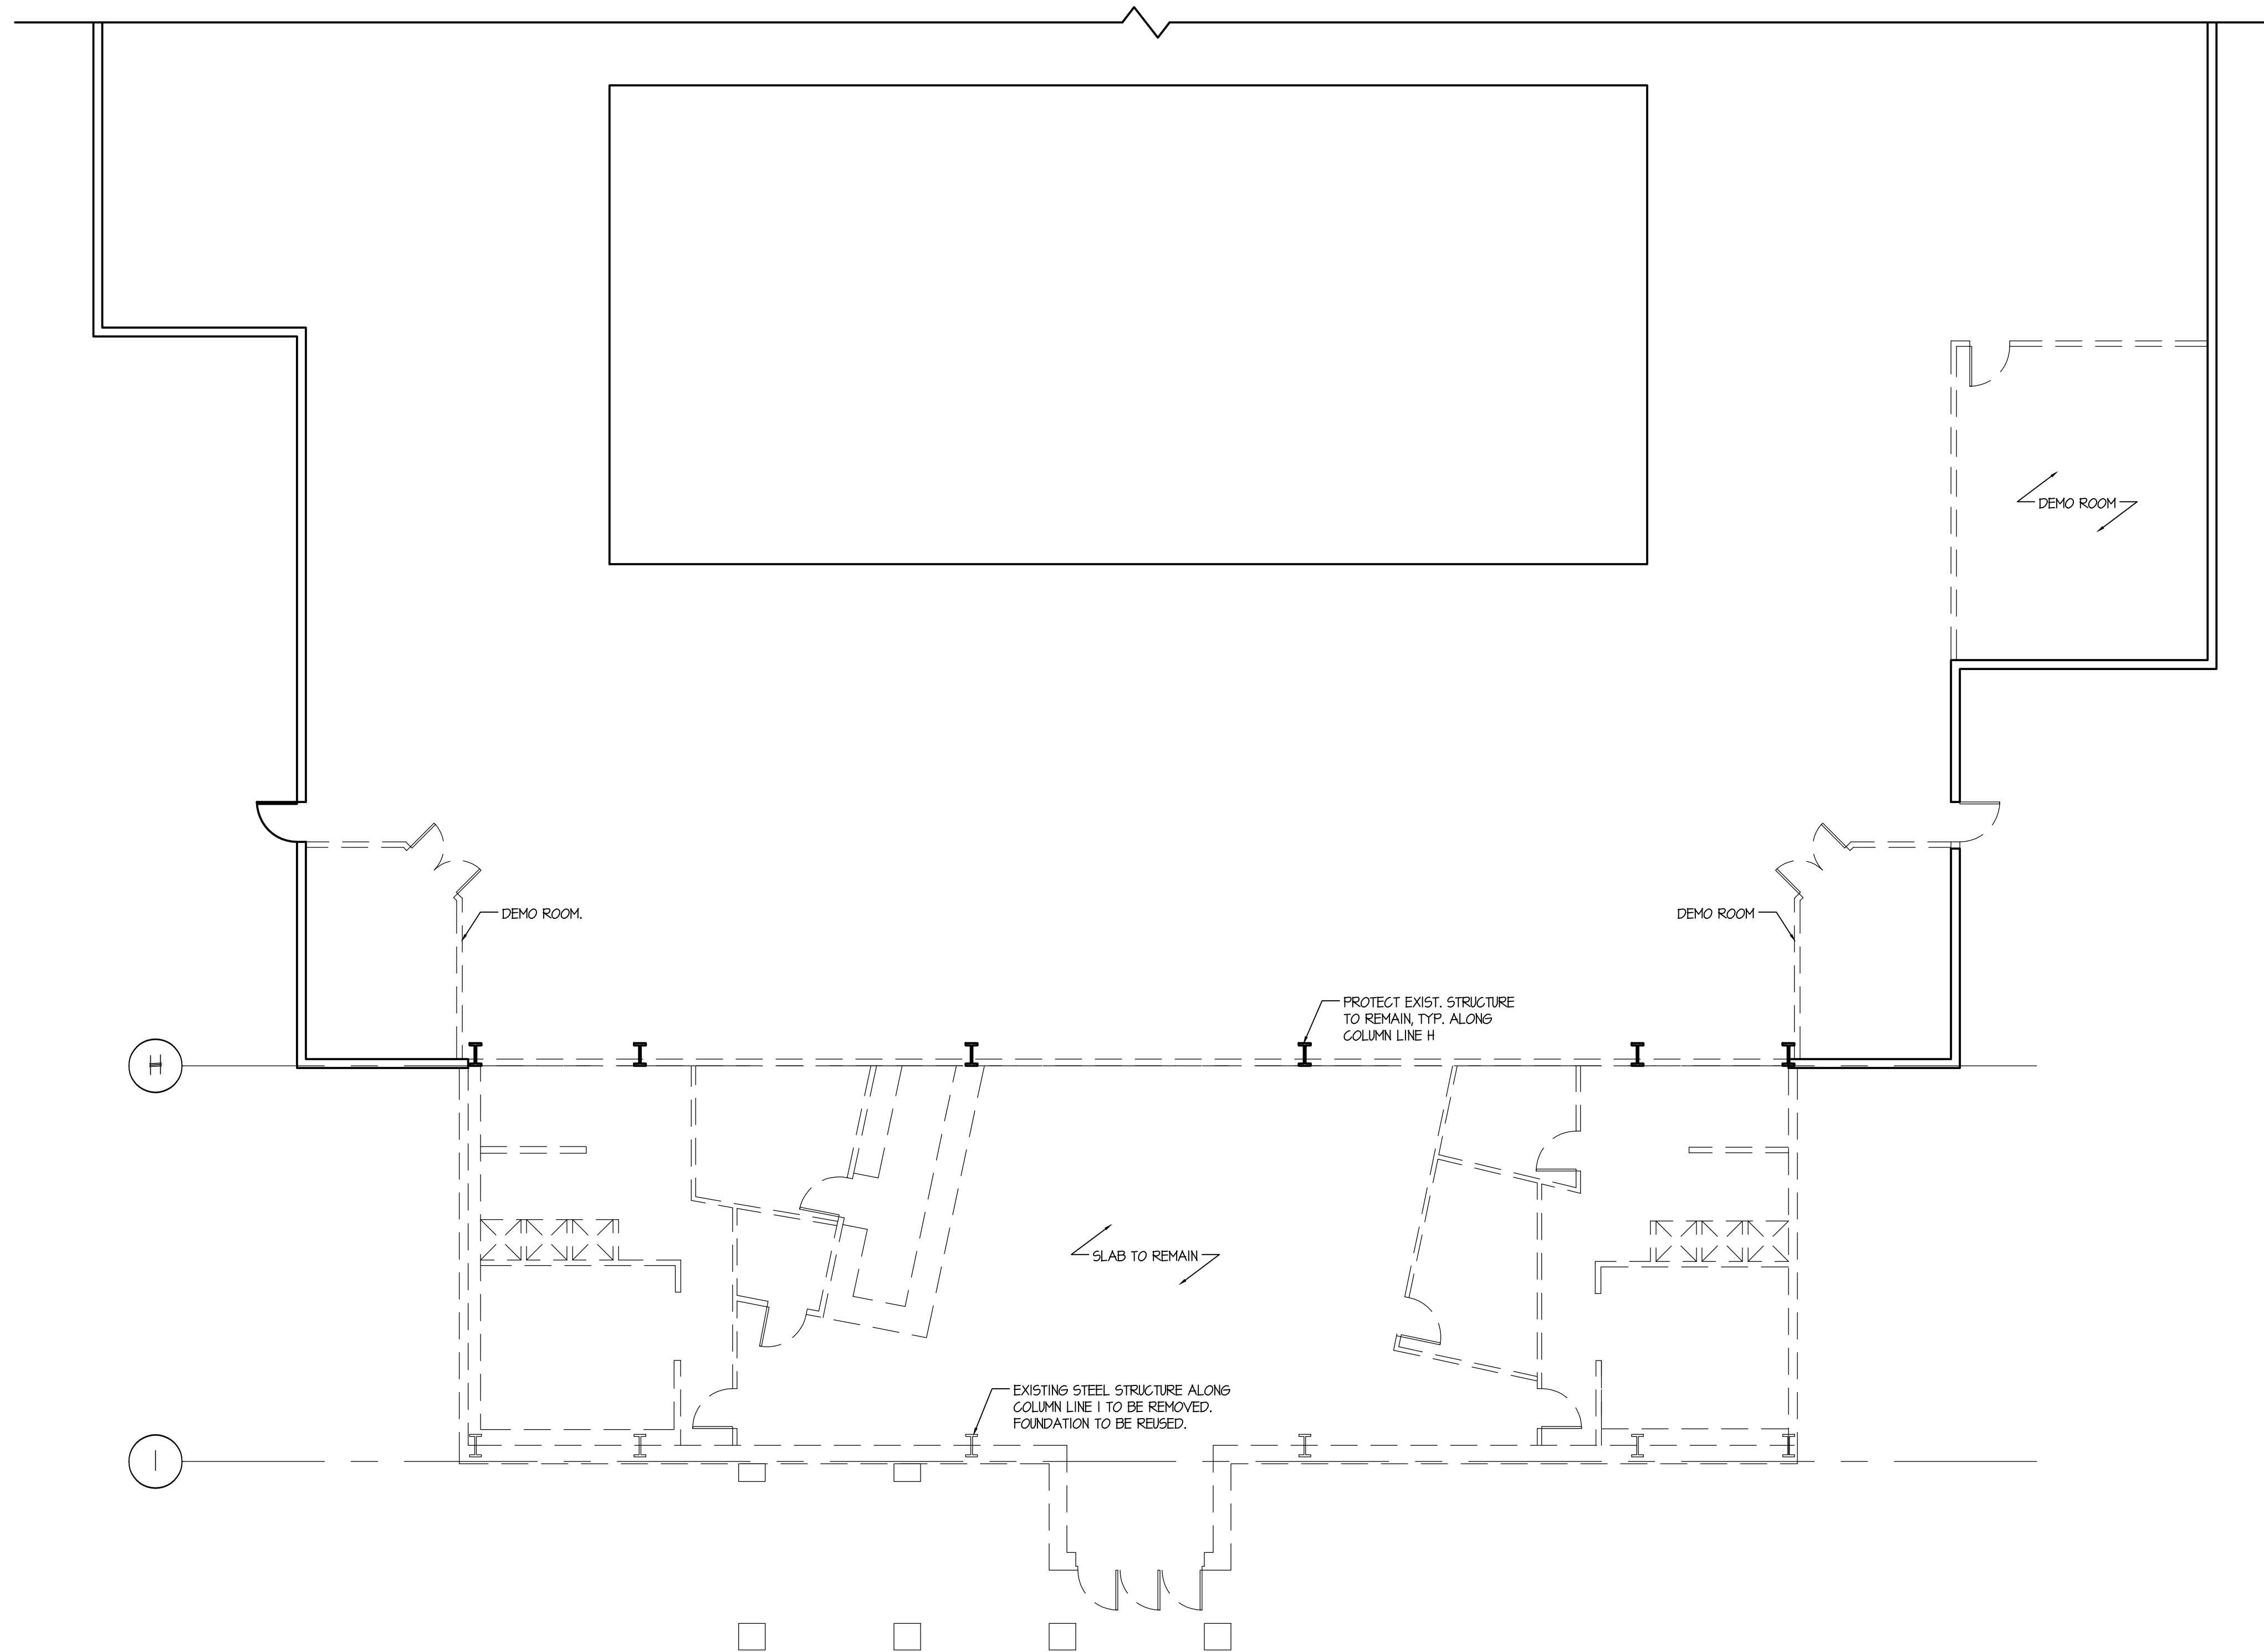 DEMO ROOM
DEMO ROOM.
DEMO ROOM
PROTECT EXIST. STRUCTURE
TO REMAIN, TYP. ALONG
COLUMN LINE H
H
SLAB TO REMAIN
EXISTING STEEL STRUCTURE ALONG
COLUMN LINE I TO BE REMOVED.
FOUNDATION TO BE REUSED.
I